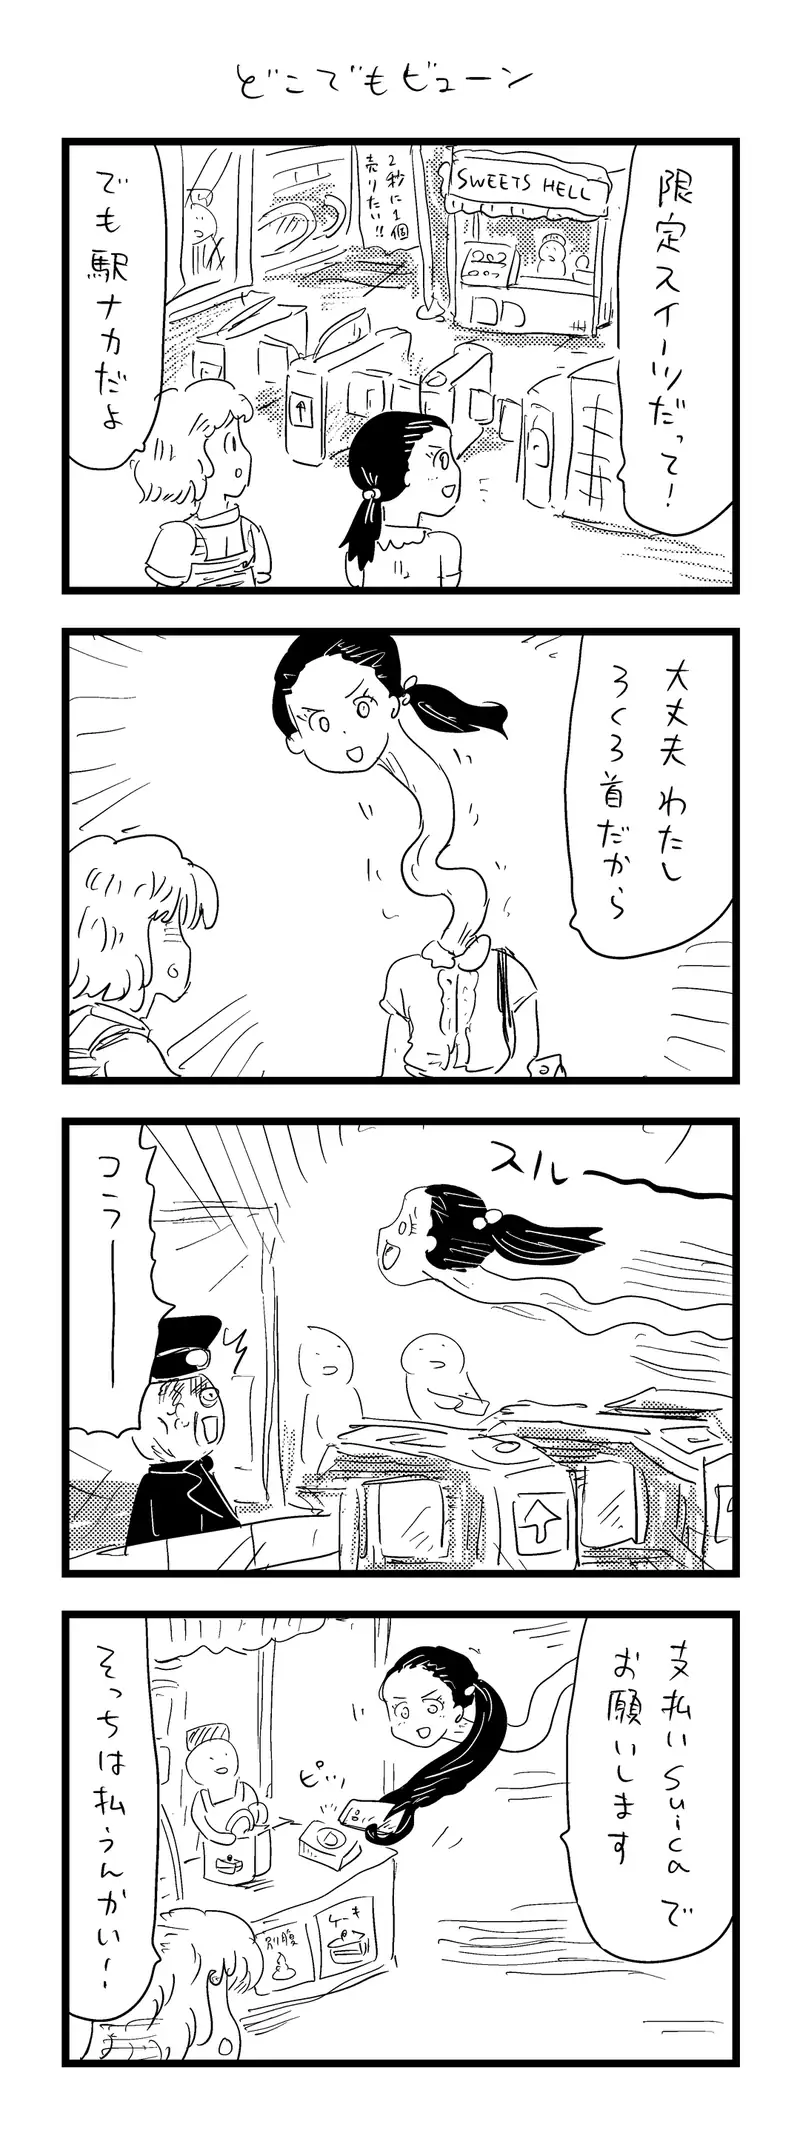 どこでもビューン
限定スイーツだって！
SWEETS HELL
2秒に1個
売りたい!!
でも駅ナカだよ
大丈夫 わたし
ろくろ首だから
スルー
コラー
支払いSuicaで
お願いします
ピッ
ケーキ
別腹
そっちは払うんかい！